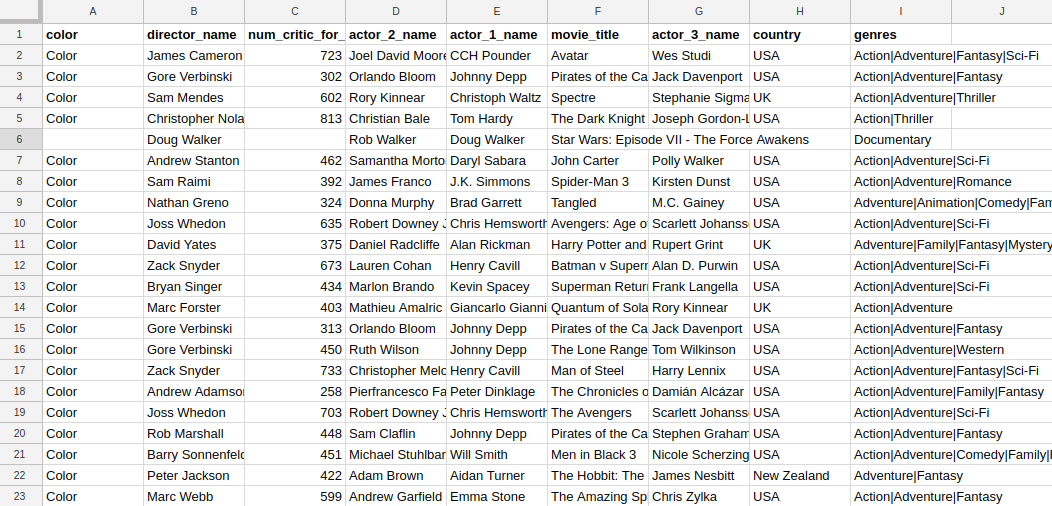 A B C D E F G H I J
1 color director_name num_critic_for_ actor_2_name actor_1_name movie_title actor_3_name country genres
2 Color James Cameron 723 Joel David Moore CCH Pounder Avatar Wes Studi USA Action|Adventure|Fantasy|Sci-Fi
3 Color Gore Verbinski 302 Orlando Bloom Johnny Depp Pirates of the Ca Jack Davenport USA Action|Adventure|Fantasy
4 Color Sam Mendes 602 Rory Kinnear Christoph Waltz Spectre Stephanie Sigma UK Action|Adventure|Thriller
5 Color Christopher Nola 813 Christian Bale Tom Hardy The Dark Knight Joseph Gordon-L USA Action|Thriller
6 Doug Walker Rob Walker Doug Walker Star Wars: Episode VII - The Force Awakens Documentary
7 Color Andrew Stanton 462 Samantha Morto Daryl Sabara John Carter Polly Walker USA Action|Adventure|Sci-Fi
8 Color Sam Raimi 392 James Franco J.K. Simmons Spider-Man 3 Kirsten Dunst USA Action|Adventure|Romance
9 Color Nathan Greno 324 Donna Murphy Brad Garrett Tangled M.C. Gainey USA Adventure|Animation|Comedy|Fam
10 Color Joss Whedon 635 Robert Downey J Chris Hemsworth Avengers: Age o Scarlett Johanss USA Action|Adventure|Sci-Fi
11 Color David Yates 375 Daniel Radcliffe Alan Rickman Harry Potter and Rupert Grint UK Adventure|Family|Fantasy|Mystery
12 Color Zack Snyder 673 Lauren Cohan Henry Cavill Batman v Superr Alan D. Purwin USA Action|Adventure|Sci-Fi
13 Color Bryan Singer 434 Marlon Brando Kevin Spacey Superman Retur Frank Langella USA Action|Adventure|Sci-Fi
14 Color Marc Forster 403 Mathieu Amalric Giancarlo Gianni Quantum of Sola Rory Kinnear UK Action|Adventure
15 Color Gore Verbinski 313 Orlando Bloom Johnny Depp Pirates of the Ca Jack Davenport USA Action|Adventure|Fantasy
16 Color Gore Verbinski 450 Ruth Wilson Johnny Depp The Lone Range Tom Wilkinson USA Action|Adventure|Western
17 Color Zack Snyder 733 Christopher Melo Henry Cavill Man of Steel Harry Lennix USA Action|Adventure|Fantasy|Sci-Fi
18 Color Andrew Adamson 258 Pierfrancesco Fa Peter Dinklage The Chronicles o Damián Alcázar USA Action|Adventure|Family|Fantasy
19 Color Joss Whedon 703 Robert Downey J Chris Hemsworth The Avengers Scarlett Johanss USA Action|Adventure|Sci-Fi
20 Color Rob Marshall 448 Sam Claflin Johnny Depp Pirates of the Ca Stephen Graham USA Action|Adventure|Fantasy
21 Color Barry Sonnenfeld 451 Michael Stuhlbar Will Smith Men in Black 3 Nicole Scherzing USA Action|Adventure|Comedy|Family|
22 Color Peter Jackson 422 Adam Brown Aidan Turner The Hobbit: The James Nesbitt New Zealand Adventure|Fantasy
23 Color Marc Webb 599 Andrew Garfield Emma Stone The Amazing Sp Chris Zylka USA Action|Adventure|Fantasy